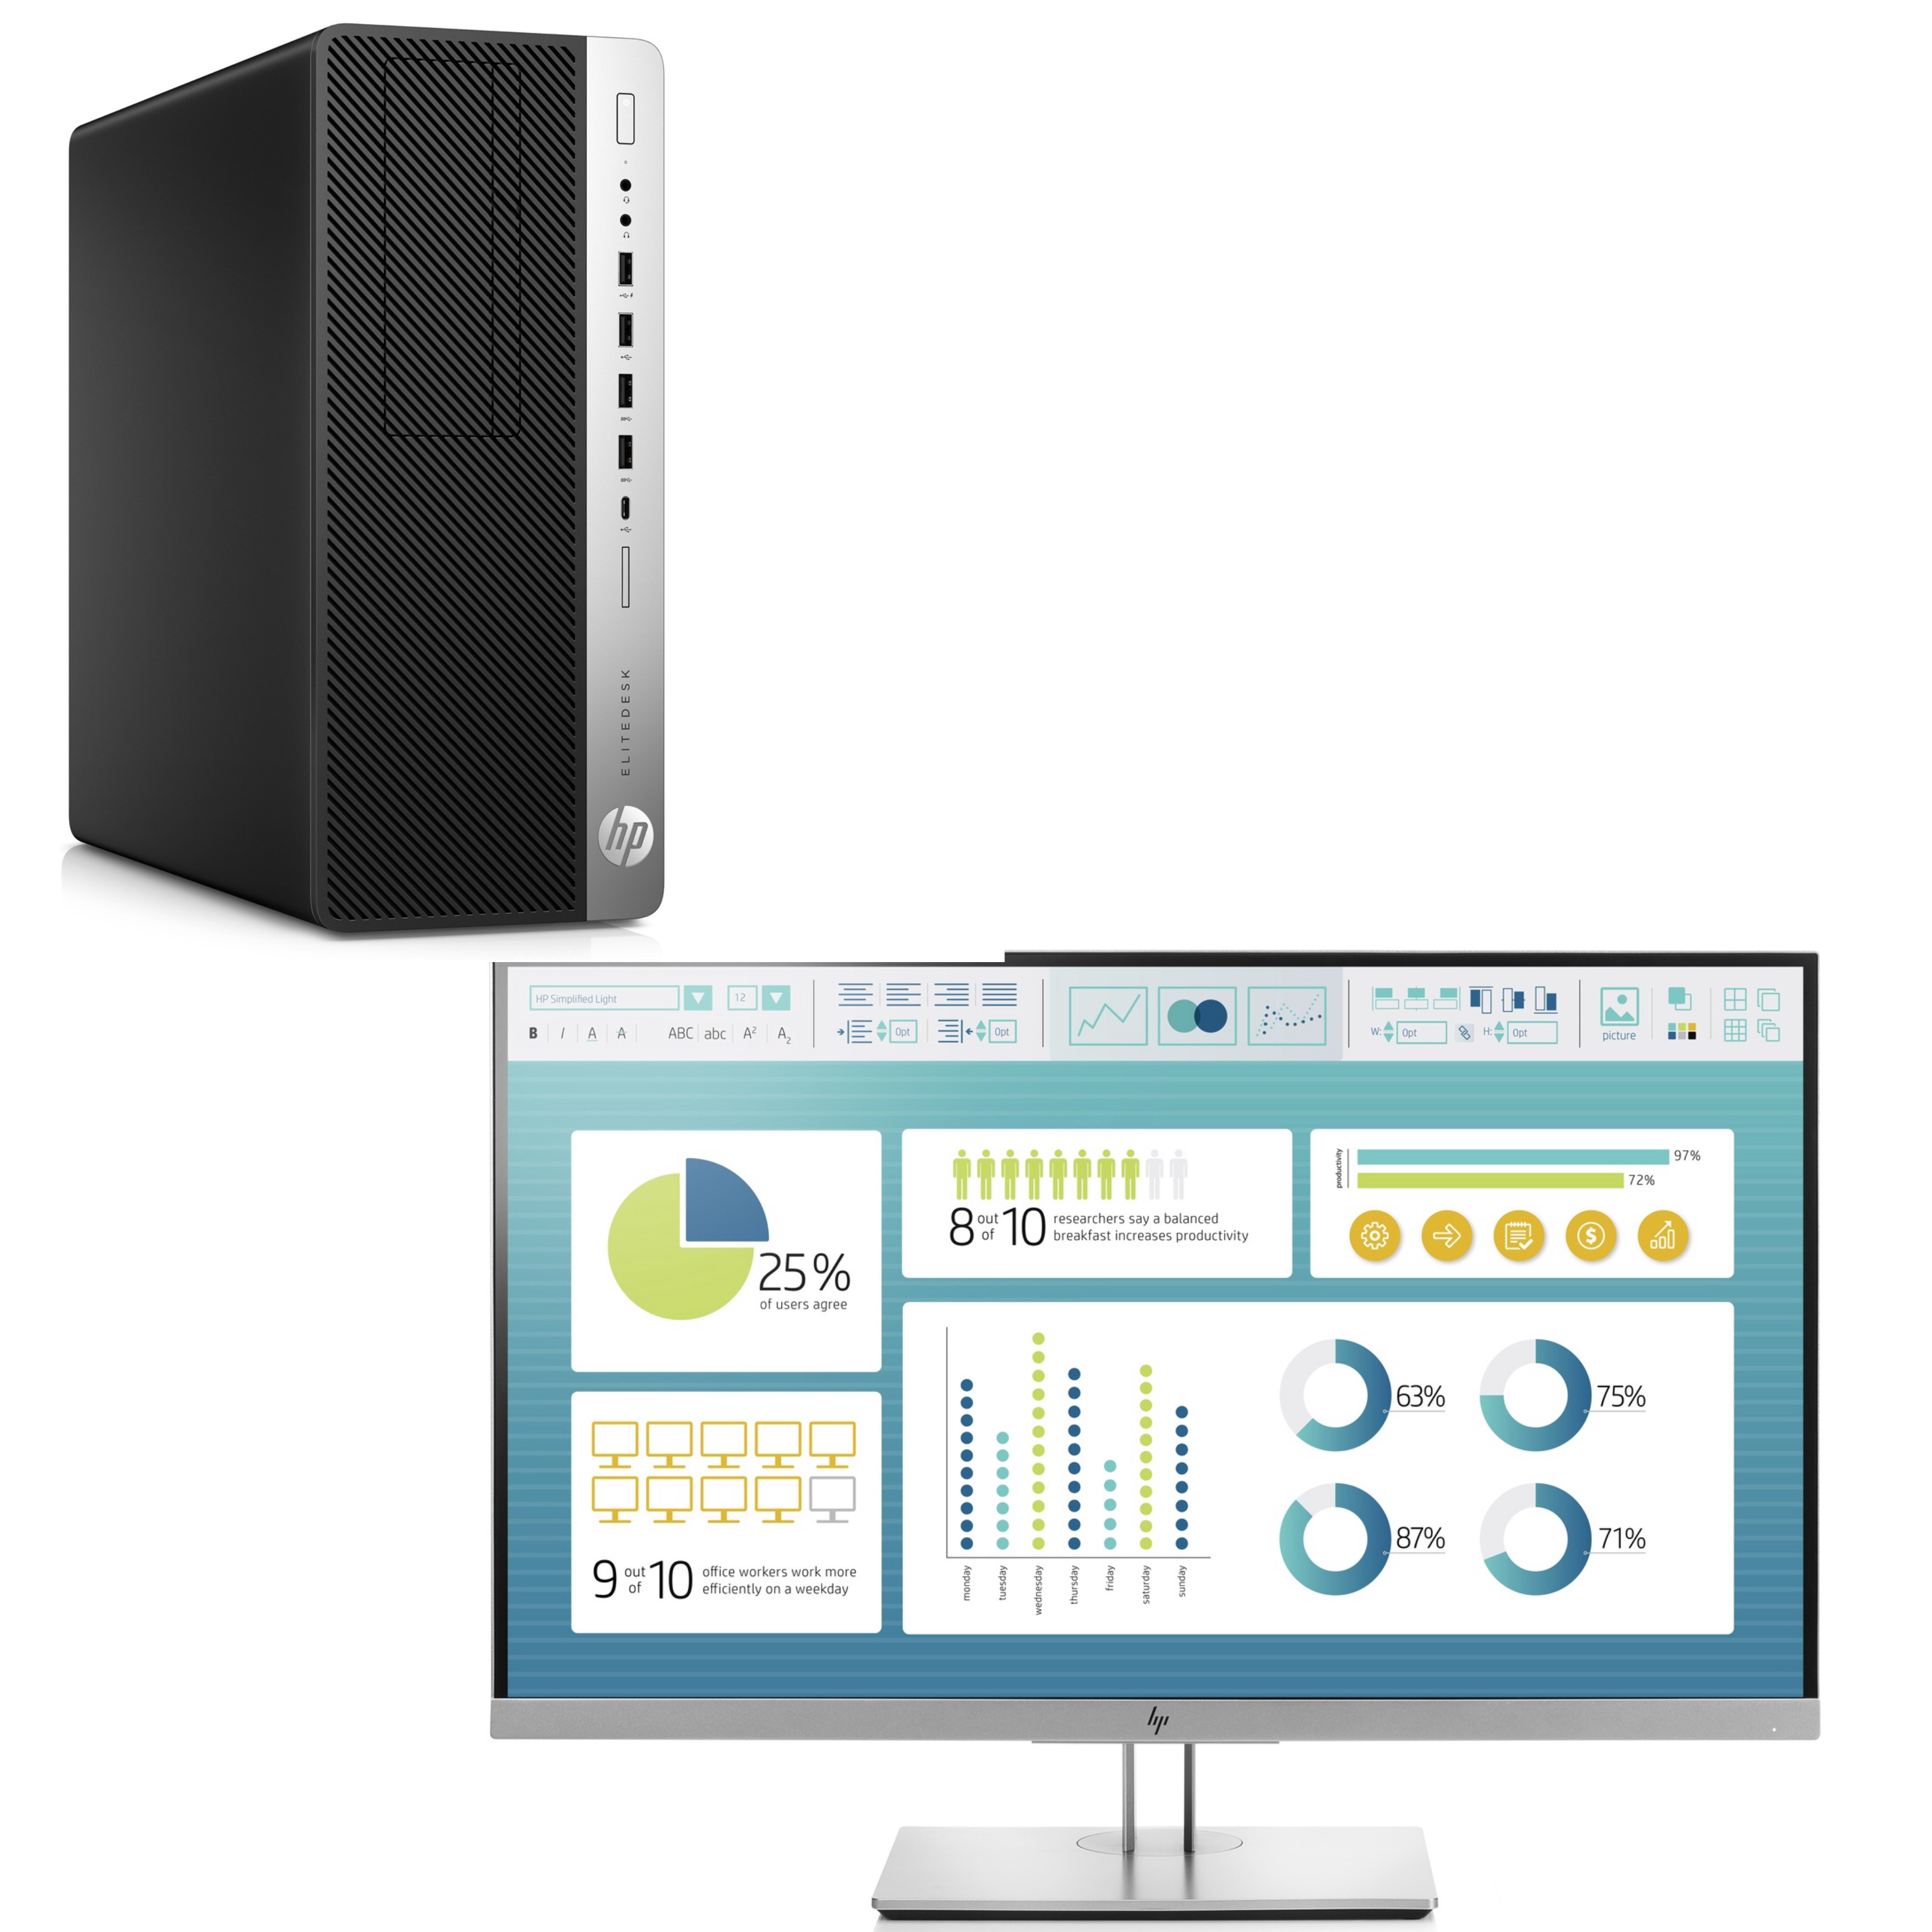 ELITEDESK
hp
HP Simplified Light
12
B I A A ABC abc A² A₂
0pt
0pt
W: 0pt
H: 0pt
picture
25%
of users agree
8 out of 10 researchers say a balanced
breakfast increases productivity
productivity
97%
72%
9 out of 10 office workers work more
efficiently on a weekday
monday
tuesday
wednesday
thursday
friday
saturday
sunday
63%
75%
87%
71%
hp